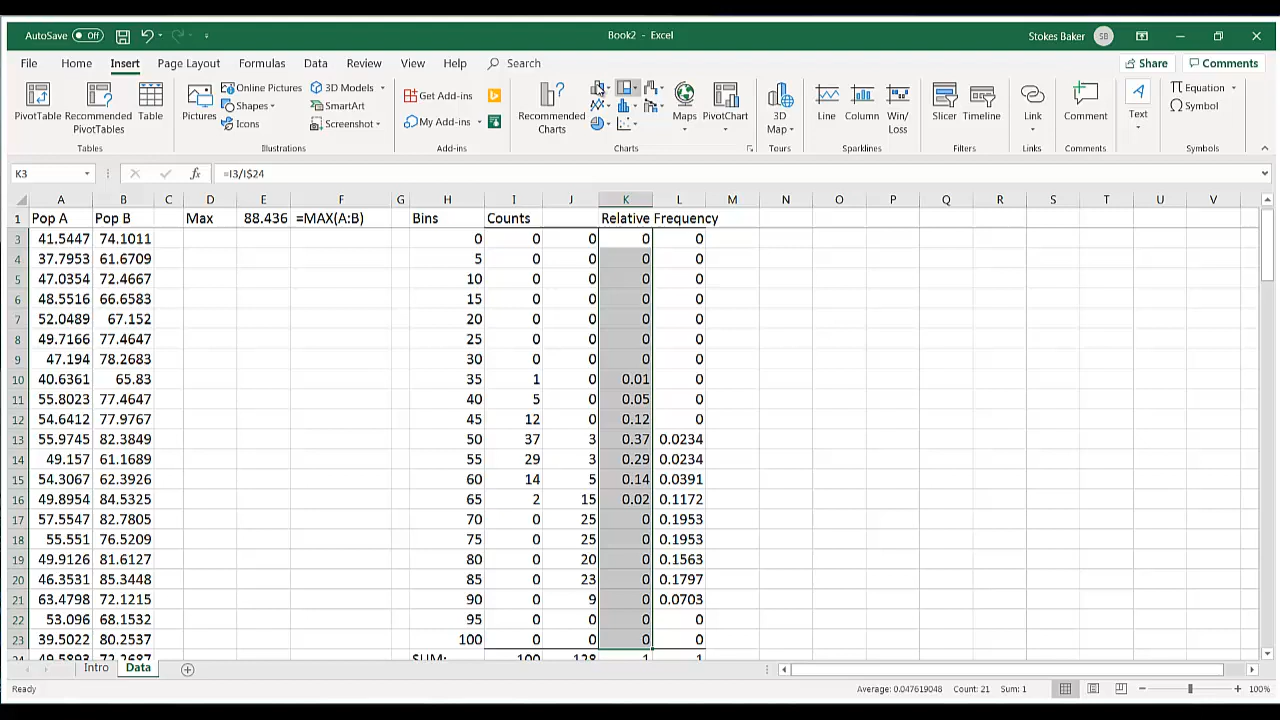 AutoSave Off Book2 - Excel Stokes Baker SB
File Home Insert Page Layout Formulas Data Review View Help Search Share Comments
PivotTable Recommended PivotTables Table Tables
Pictures Online Pictures Shapes Icons 3D Models SmartArt Screenshot Illustrations
Get Add-ins My Add-ins Add-ins
Recommended Charts Maps PivotChart Charts
3D Map Tours
Line Column Win/Loss Sparklines
Slicer Timeline Filters
Link Links
Comment Comments
Text
Equation Symbol Symbols
K3 fx =I3/I$24
A B C D E F G H I J K L M N O P Q R S T U V
1 Pop A Pop B Max 88.436 =MAX(A:B) Bins Counts Relative Frequency
3 41.5447 74.1011 0 0 0 0 0
4 37.7953 61.6709 5 0 0 0 0
5 47.0354 72.4667 10 0 0 0 0
6 48.5516 66.6583 15 0 0 0 0
7 52.0489 67.152 20 0 0 0 0
8 49.7166 77.4647 25 0 0 0 0
9 47.194 78.2683 30 0 0 0 0
10 40.6361 65.83 35 1 0 0.01 0
11 55.8023 77.4647 40 5 0 0.05 0
12 54.6412 77.9767 45 12 0 0.12 0
13 55.9745 82.3849 50 37 3 0.37 0.0234
14 49.157 61.1689 55 29 3 0.29 0.0234
15 54.3067 62.3926 60 14 5 0.14 0.0391
16 49.8954 84.5325 65 2 15 0.02 0.1172
17 57.5547 82.7805 70 0 25 0 0.1953
18 55.551 76.5209 75 0 25 0 0.1953
19 49.9126 81.6127 80 0 20 0 0.1563
20 46.3531 85.3448 85 0 23 0 0.1797
21 63.4798 72.1215 90 0 9 0 0.0703
22 53.096 68.1532 95 0 0 0 0
23 39.5022 80.2537 100 0 0 0 0
24 49.5893 72.2687 SUM: 100 128 1 1
Intro Data
Ready Average: 0.047619048 Count: 21 Sum: 1 100%